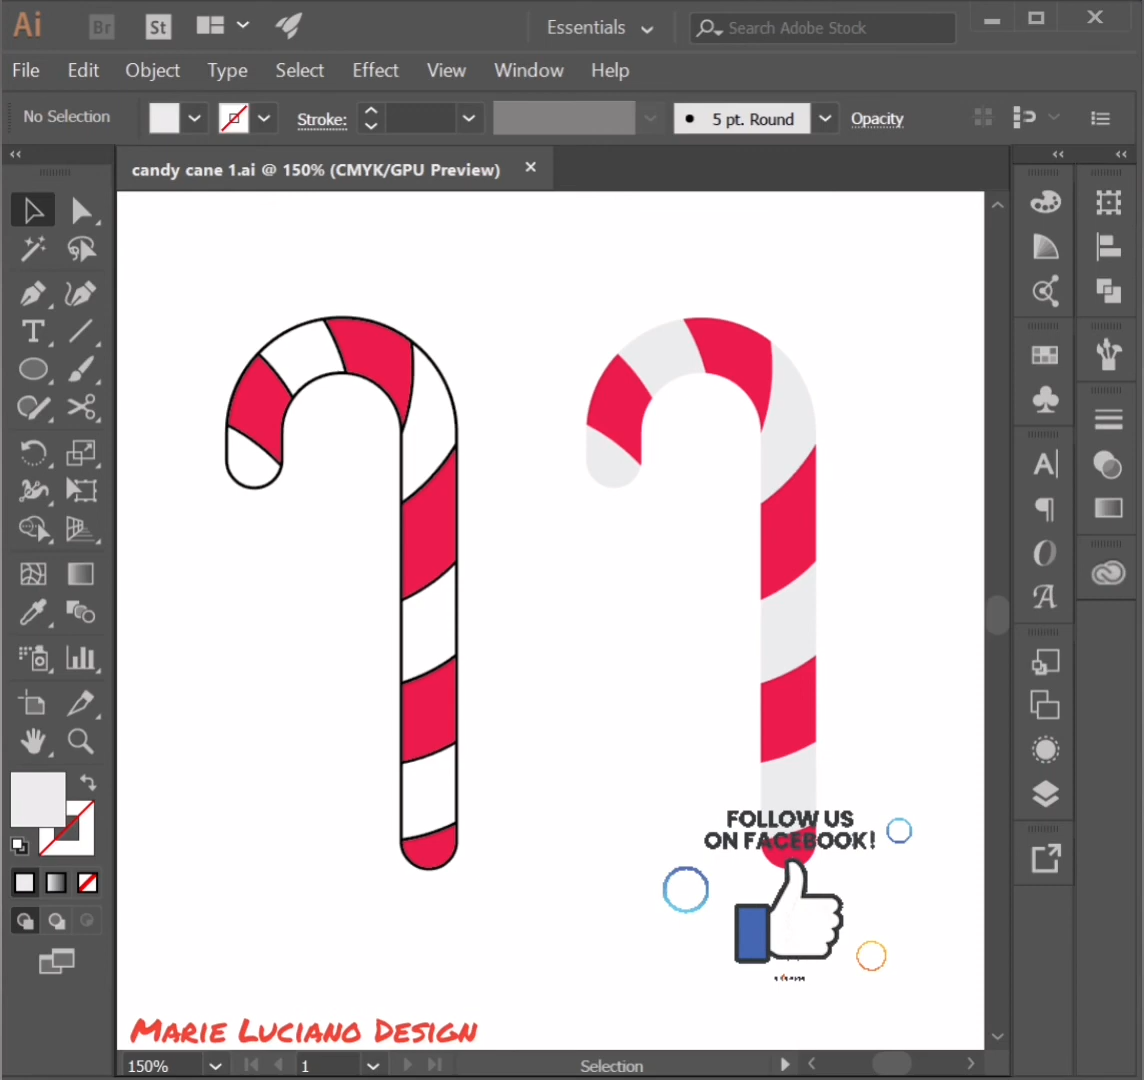 Ai Br St Essentials Search Adobe Stock
File Edit Object Type Select Effect View Window Help
No Selection Stroke: 5 pt. Round Opacity
candy cane 1.ai @ 150% (CMYK/GPU Preview)
FOLLOW US
ON FACEBOOK!
Marie Luciano Design
150% 1 Selection